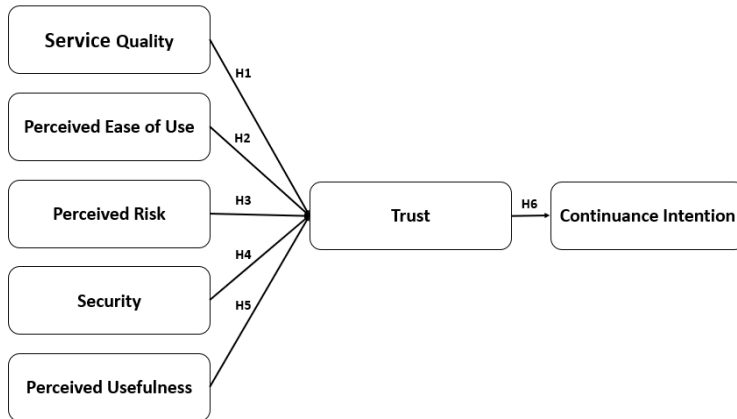 Service Quality
H1
Perceived Ease of Use
H2
Perceived Risk
H3
Trust
H6
Continuance Intention
H4
Security
H5
Perceived Usefulness